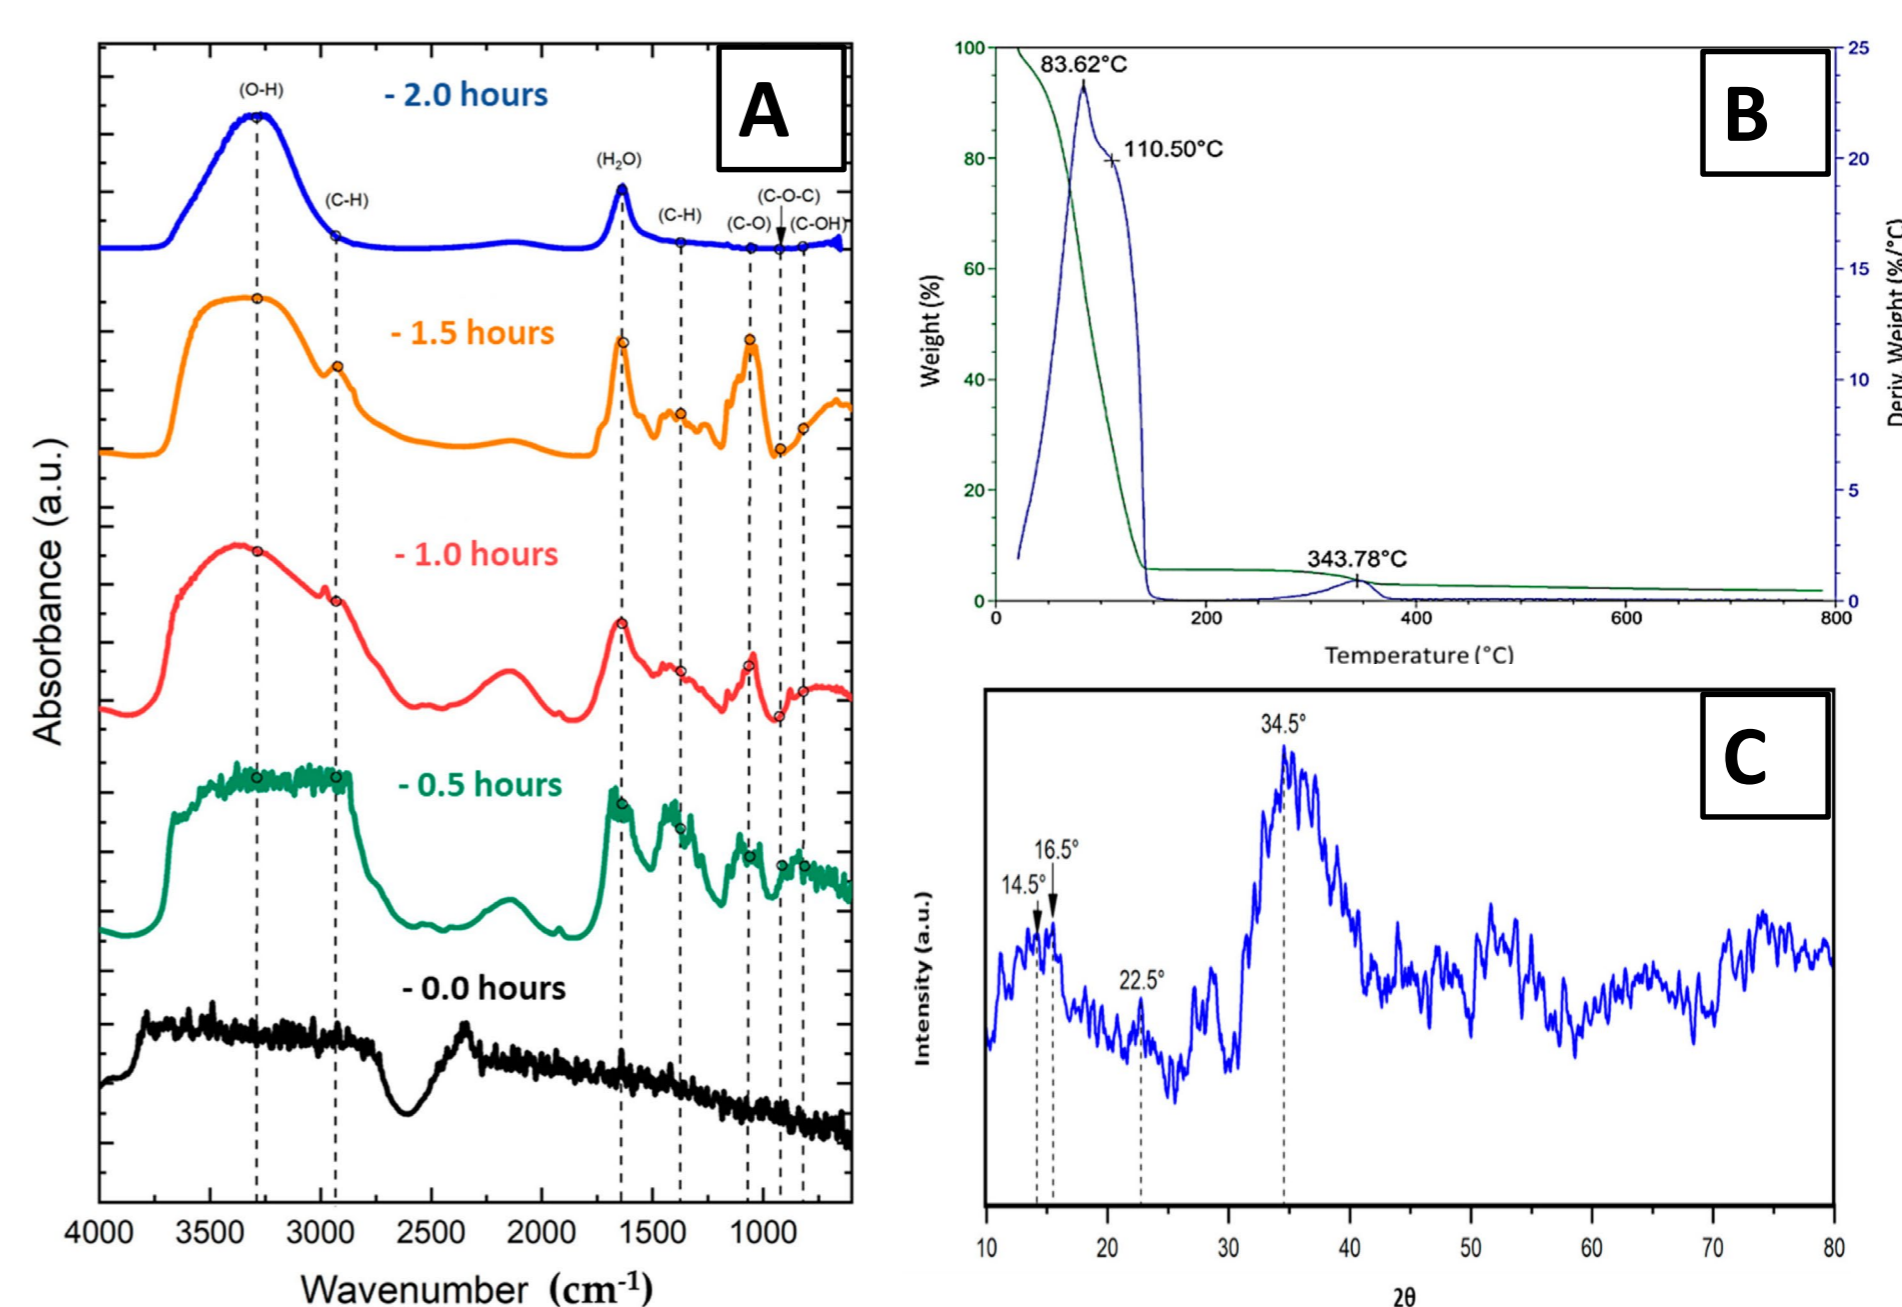 A
(O-H)
- 2.0 hours
(H2O)
(C-H)
(C-H)
(C-O-C)
(C-O)
(C-OH)
- 1.5 hours
- 1.0 hours
- 0.5 hours
- 0.0 hours
Absorbance (a.u.)
4000 3500 3000 2500 2000 1500 1000
Wavenumber (cm-1)
B
83.62°C
110.50°C
343.78°C
100
80
60
40
20
0
Weight (%)
25
20
15
10
5
0
Deriv. Weight (%/°C)
0 200 400 600 800
Temperature (°C)
C
34.5°
16.5°
14.5°
22.5°
Intensity (a.u.)
10 20 30 40 50 60 70 80
2θ